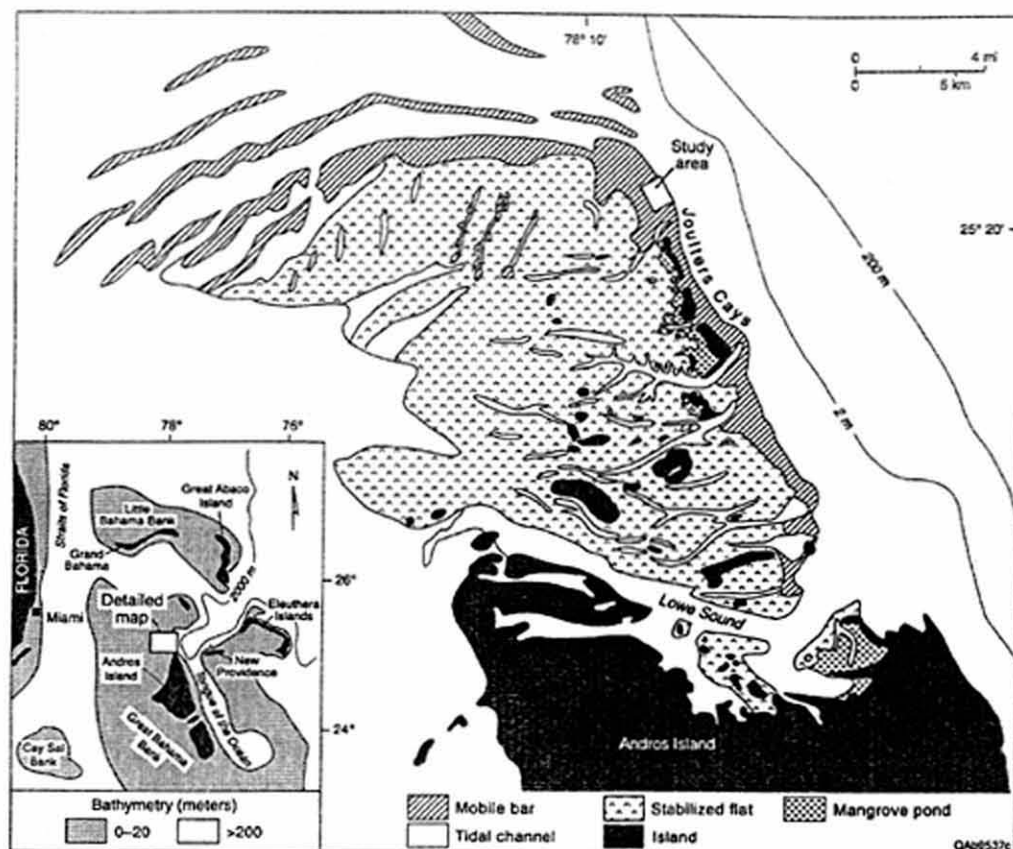 78° 10'
0 4 mi
0 5 km
Study
area
Joulters Cays
25° 20'
200 m
2 m
Lowe Sound
Andros Island
80° 78° 76°
N
Straits of Florida
Great Abaco
Island
Little
Bahama Bank
Grand
Bahama
2000 m
FLORIDA
Miami
26°
Detailed
map
Eleuthera
Islands
Andros
Island
New
Providence
Tongue of the Ocean
Great Bahama
Bank
24°
Cay Sal
Bank
Bathymetry (meters)
0–20 >200
Mobile bar Stabilized flat Mangrove pond
Tidal channel Island
QAb0537c